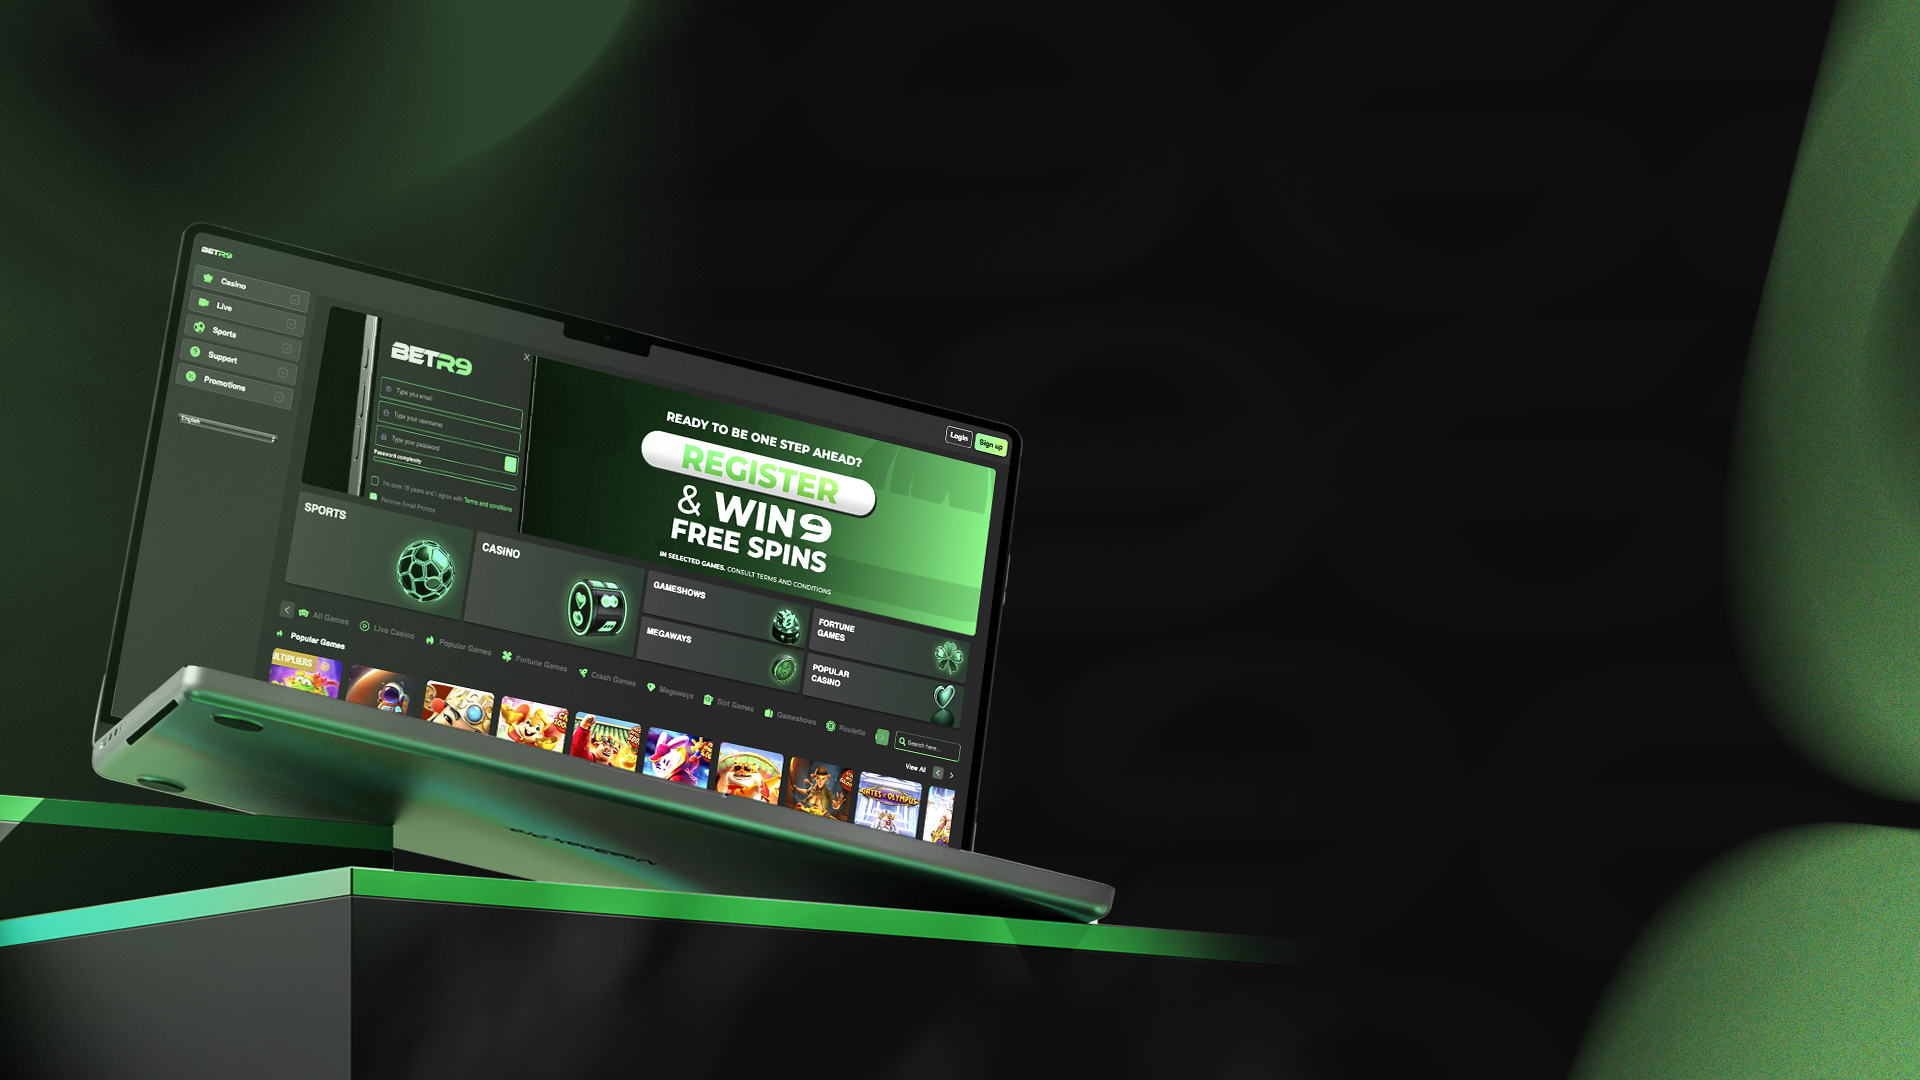 BETR9
Casino
Live
Sports
Support
Promotions
English
Login
Sign up
BETR9
X
Type you email
Type your username
Type your password
Password complexity
I'm over 18 years and I agree with Terms and conditions
Receive Email Promos
READY TO BE ONE STEP AHEAD?
REGISTER
& WIN 9
FREE SPINS
IN SELECTED GAMES. CONSULT TERMS AND CONDITIONS
SPORTS
CASINO
GAMESHOWS
MEGAWAYS
FORTUNE
GAMES
POPULAR
CASINO
All Games
Live Casino
Popular Games
Fortune Games
Crash Games
Megaways
Slot Games
Gameshows
Roulette
Search here...
Popular Games
View All
ULTIPLIERS
GATES OF OLYMPUS